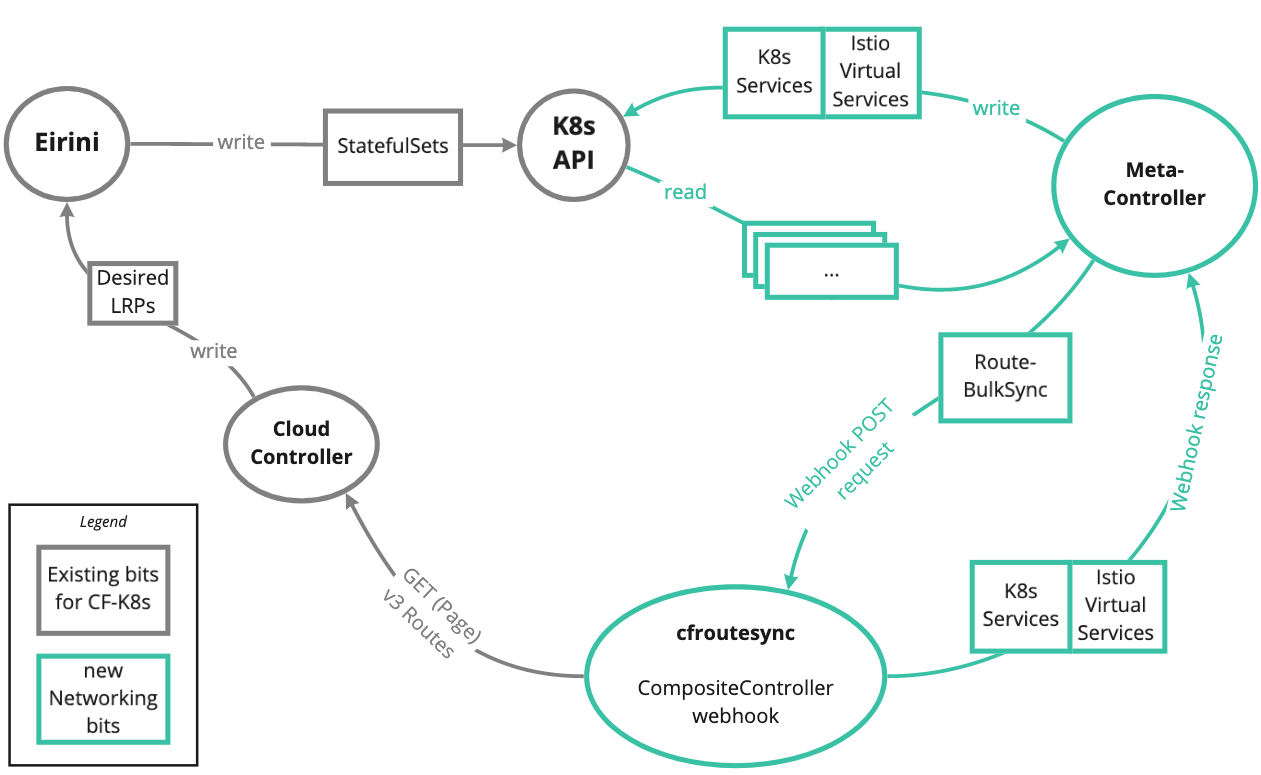 Eirini
write
StatefulSets
K8s
API
K8s
Services
Istio
Virtual
Services
write
Meta-
Controller
read
...
Desired
LRPs
write
Cloud
Controller
Route-
BulkSync
Webhook POST
request
Webhook response
GET (Page)
v3 Routes
cfroutesync
CompositeController
webhook
K8s
Services
Istio
Virtual
Services
Legend
Existing bits
for CF-K8s
new
Networking
bits